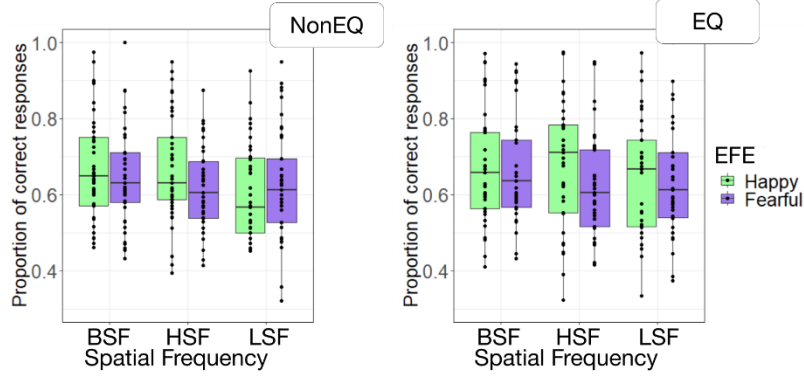 NonEQ
Proportion of correct responses
1.0
0.8
0.6
0.4
BSF HSF LSF
Spatial Frequency
EQ
Proportion of correct responses
1.0
0.8
0.6
0.4
BSF HSF LSF
Spatial Frequency
EFE
Happy
Fearful